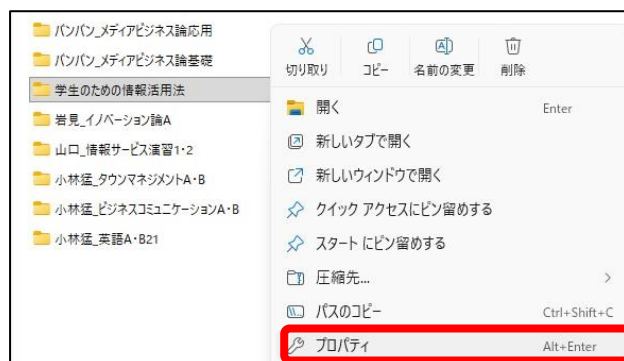 パンパン_メディアビジネス論応用
パンパン_メディアビジネス論基礎
学生のための情報活用法
岩見_イノベーション論A
山口_情報サービス演習1・2
小林猛_タウンマネジメントA・B
小林猛_ビジネスコミュニケーションA・B
小林猛_英語A・B21
切り取り コピー 名前の変更 削除
開く Enter
新しいタブで開く
新しいウィンドウで開く
クイック アクセスにピン留めする
スタート にピン留めする
圧縮先...
パスのコピー Ctrl+Shift+C
プロパティ Alt+Enter